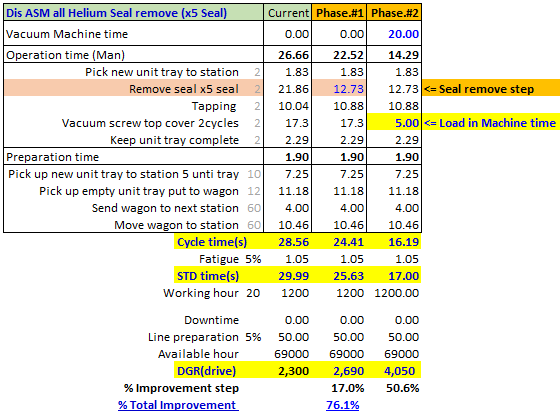 Dis ASM all Helium Seal remove (x5 Seal) Current Phase.#1 Phase.#2
Vacuum Machine time 0.00 0.00 20.00
Operation time (Man) 26.66 22.52 14.29
Pick new unit tray to station 2 1.83 1.83 1.83
Remove seal x5 seal 2 21.86 12.73 12.73 <= Seal remove step
Tapping 2 10.04 10.88 10.88
Vacuum screw top cover 2cycles 2 17.3 17.3 5.00 <= Load in Machine time
Keep unit tray complete 2 2.29 2.29 2.29
Preparation time 1.90 1.90 1.90
Pick up new unit tray to station 5 unti tray 10 7.25 7.25 7.25
Pick up empty unit tray put to wagon 12 11.18 11.18 11.18
Send wagon to next station 60 4.00 4.00 4.00
Move wagon to station 60 10.46 10.46 10.46
Cycle time(s) 28.56 24.41 16.19
Fatigue 5% 1.05 1.05 1.05
STD time(s) 29.99 25.63 17.00
Working hour 20 1200 1200 1200.00
Downtime 0.00 0.00 0.00
Line preparation 5% 50.00 50.00 50.00
Available hour 69000 69000 69000
DGR(drive) 2,300 2,690 4,050
% Improvement step 17.0% 50.6%
% Total Improvement 76.1%